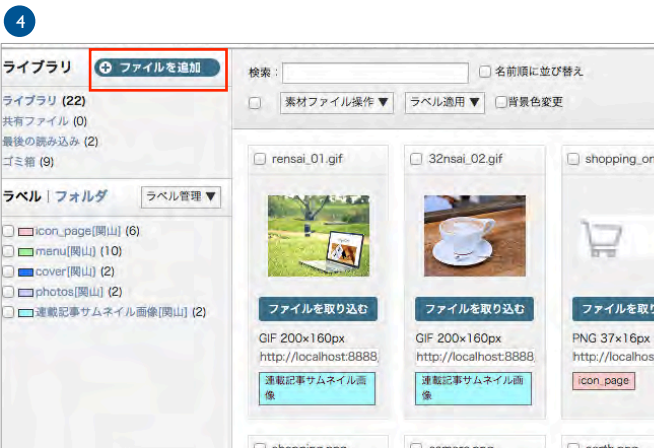 4
ライブラリ
ファイルを追加
ライブラリ (22)
共有ファイル (0)
最後の読み込み (2)
ゴミ箱 (9)
ラベル | フォルダ
ラベル管理 ▼
icon_page[関山] (6)
menu[関山] (10)
cover[関山] (2)
photos[関山] (2)
連載記事サムネイル画像[関山] (2)
検索 :
名前順に並び替え
素材ファイル操作 ▼
ラベル適用 ▼
背景色変更
rensai_01.gif
ファイルを取り込む
GIF 200×160px
http://localhost:8888
連載記事サムネイル画
像
32nsai_02.gif
ファイルを取り込む
GIF 200×160px
http://localhost:8888
連載記事サムネイル画
像
shopping_on
ファイルを取り
PNG 37×16px
http://localhos
icon_page